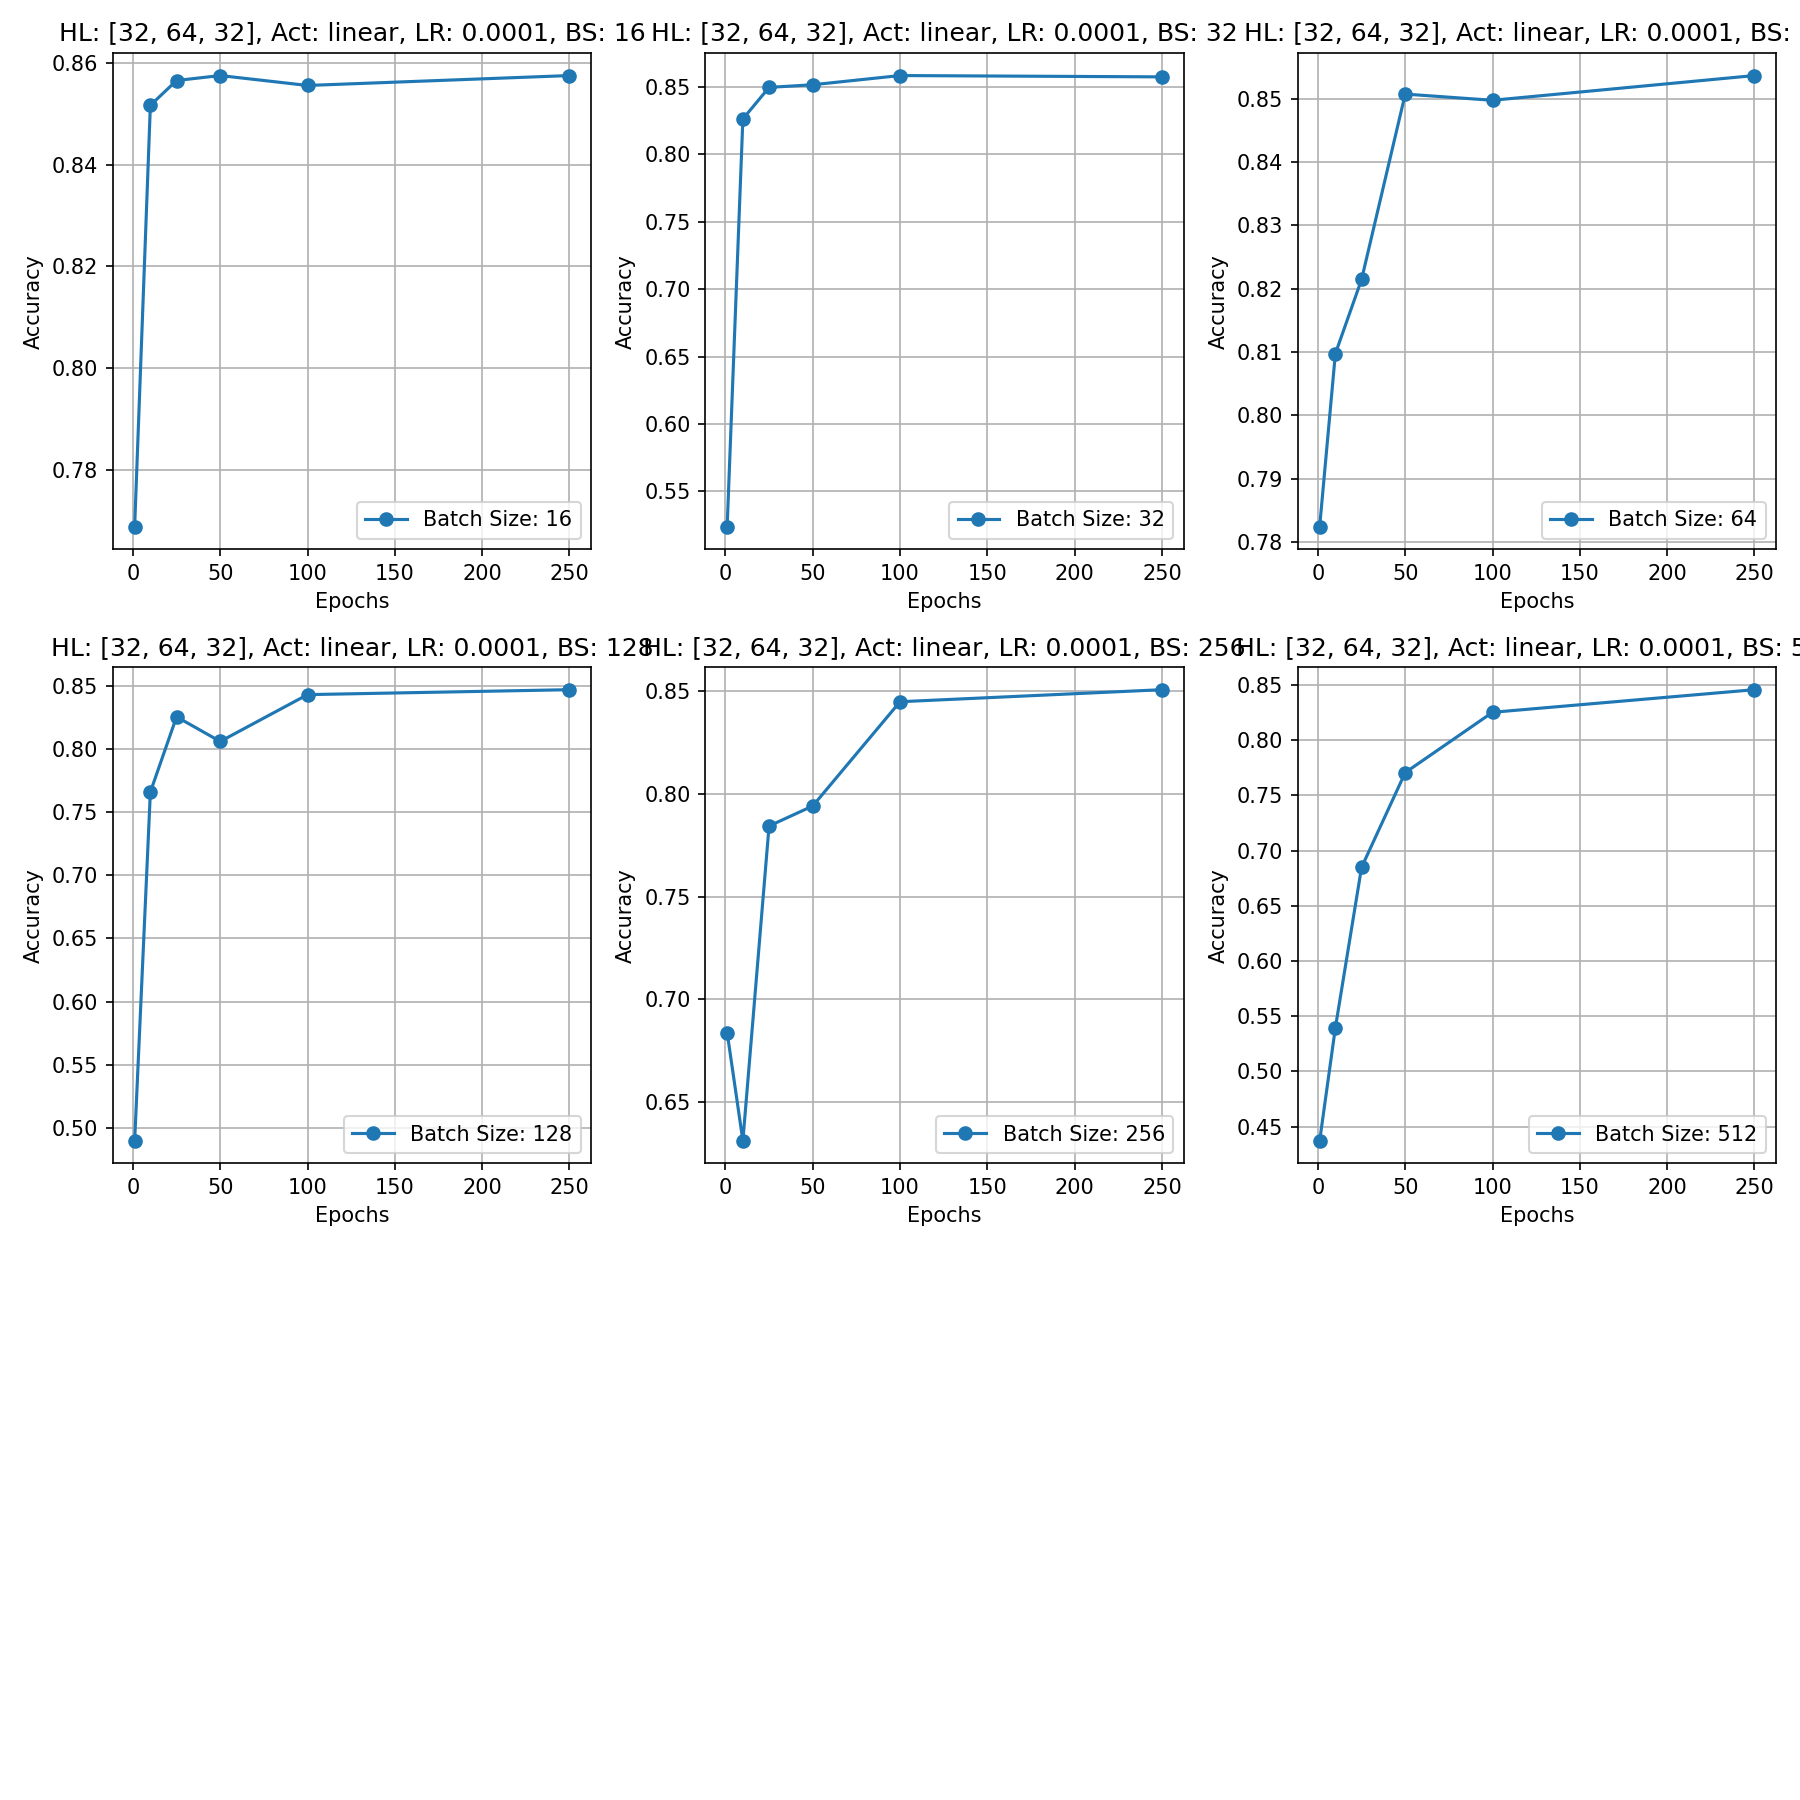 HL: [32, 64, 32], Act: linear, LR: 0.0001, BS: 16
0.86
0.84
0.82
0.80
0.78
Accuracy
Batch Size: 16
0 50 100 150 200 250
Epochs
HL: [32, 64, 32], Act: linear, LR: 0.0001, BS: 32
0.85
0.80
0.75
0.70
0.65
0.60
0.55
Accuracy
Batch Size: 32
0 50 100 150 200 250
Epochs
HL: [32, 64, 32], Act: linear, LR: 0.0001, BS:
0.85
0.84
0.83
0.82
0.81
0.80
0.79
0.78
Accuracy
Batch Size: 64
0 50 100 150 200 250
Epochs
HL: [32, 64, 32], Act: linear, LR: 0.0001, BS: 128
0.85
0.80
0.75
0.70
0.65
0.60
0.55
0.50
Accuracy
Batch Size: 128
0 50 100 150 200 250
Epochs
HL: [32, 64, 32], Act: linear, LR: 0.0001, BS: 256
0.85
0.80
0.75
0.70
0.65
Accuracy
Batch Size: 256
0 50 100 150 200 250
Epochs
HL: [32, 64, 32], Act: linear, LR: 0.0001, BS: 5
0.85
0.80
0.75
0.70
0.65
0.60
0.55
0.50
0.45
Accuracy
Batch Size: 512
0 50 100 150 200 250
Epochs